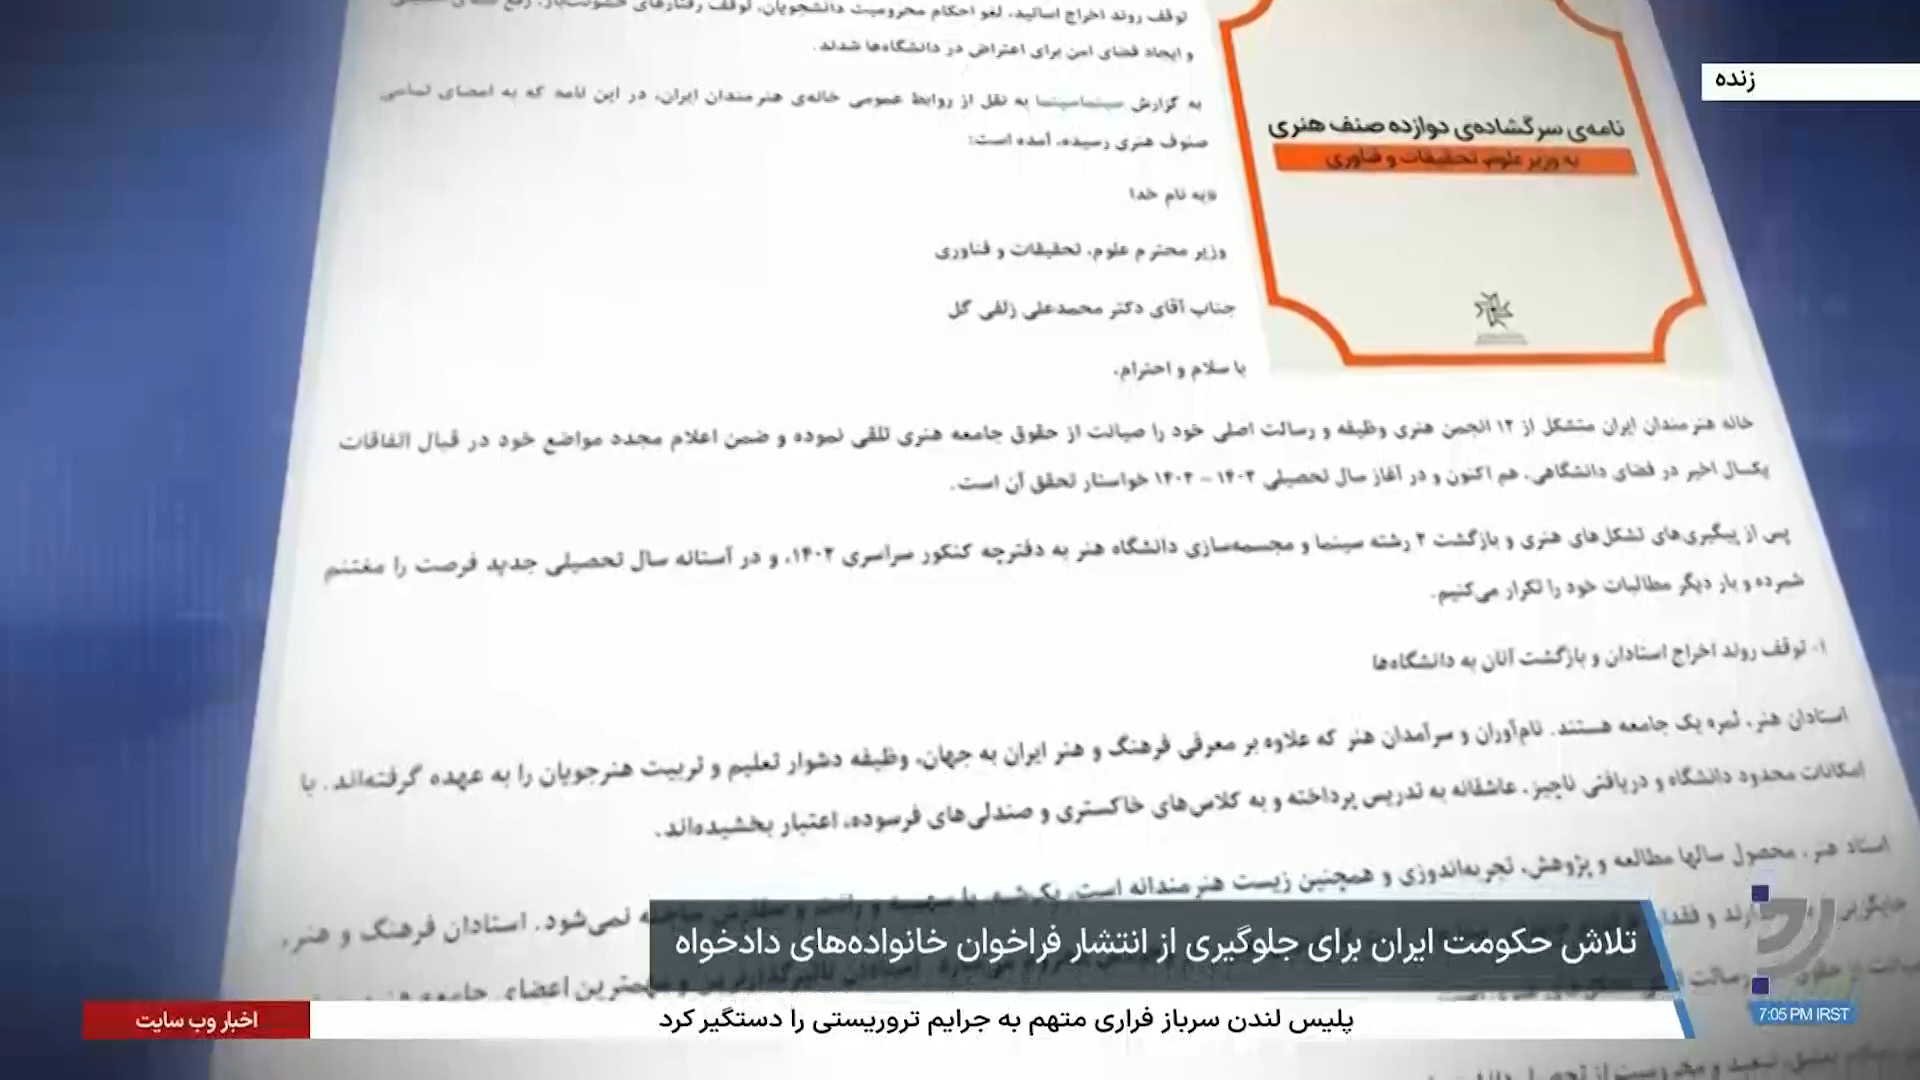 توقف روند اخراج اساتید، لغو احکام محرومیت دانشجویان، توقف رفتارهای خشونت‌بار، رفع
و ایجاد فضای امن برای اعتراض در دانشگاه‌ها شدند.
به گزارش سینماسینما به نقل از روابط عمومی خانه‌ی هنرمندان ایران، در این نامه که به امضای تمامی
صنوف هنری رسیده، آمده است:
«به نام خدا
وزیر محترم علوم، تحقیقات و فناوری
جناب آقای دکتر محمدعلی زلفی گل
با سلام و احترام،
نامه‌ی سرگشاده‌ی دوازده صنف هنری
به وزیر علوم، تحقیقات و فناوری
زنده
خانه هنرمندان ایران متشکل از ۱۲ انجمن هنری وظیفه و رسالت اصلی خود را صیانت از حقوق جامعه هنری تلقی نموده و ضمن اعلام مجدد مواضع خود در قبال اتفاقات
یکسال اخیر در فضای دانشگاهی، هم اکنون و در آغاز سال تحصیلی ۱۴۰۳ – ۱۴۰۲ خواستار تحقق آن است.
پس از پیگیری‌های تشکل‌های هنری و بازگشت ۲ رشته سینما و مجسمه‌سازی دانشگاه هنر به دفترچه کنکور سراسری ۱۴۰۲، و در آستانه سال تحصیلی جدید فرصت را مغتنم
شمرده و بار دیگر مطالبات خود را تکرار می‌کنیم.
۱- توقف روند اخراج استادان و بازگشت آنان به دانشگاه‌ها
استادان هنر، ثمره یک جامعه هستند. نام‌آوران و سرآمدان هنر که علاوه بر معرفی فرهنگ و هنر ایران به جهان، وظیفه دشوار تعلیم و تربیت هنرجویان را به عهده گرفته‌اند. با
امکانات محدود دانشگاه و دریافتی ناچیز، عاشقانه به تدریس پرداخته و به کلاس‌های خاکستری و صندلی‌های فرسوده، اعتبار بخشیده‌اند.
استاد هنر، محصول سالها مطالعه و پژوهش، تجربه‌اندوزی و همچنین زیست هنرمندانه است.
نمی‌شود. استادان فرهنگ و هنر،
تلاش حکومت ایران برای جلوگیری از انتشار فراخوان خانواده‌های دادخواه
پلیس لندن سرباز فراری متهم به جرایم تروریستی را دستگیر کرد
اخبار وب سایت
7:05 PM IRST